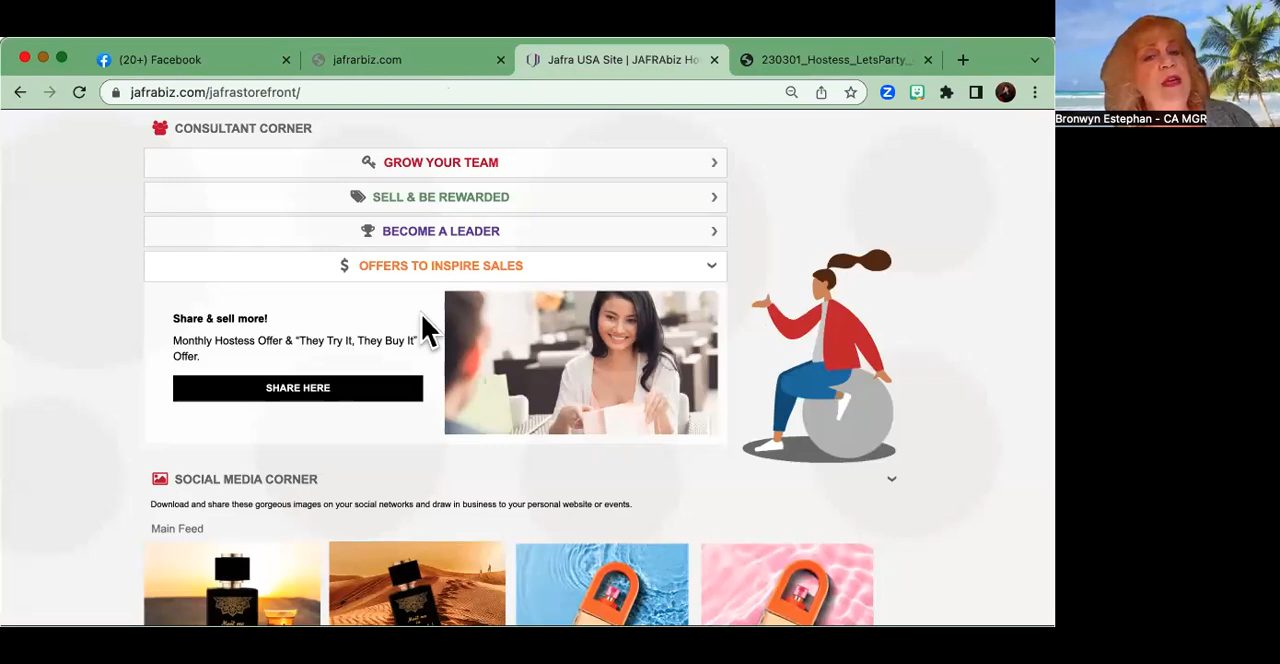 (20+) Facebook
jafrarbiz.com
Jafra USA Site | JAFRAbiz Ho
230301_Hostess_LetsParty_
jafrabiz.com/jafrastorefront/
Bronwyn Estephan - CA MGR
CONSULTANT CORNER
GROW YOUR TEAM
SELL & BE REWARDED
BECOME A LEADER
$ OFFERS TO INSPIRE SALES
Share & sell more!
Monthly Hostess Offer & "They Try It, They Buy It"
Offer.
SHARE HERE
SOCIAL MEDIA CORNER
Download and share these gorgeous images on your social networks and draw in business to your personal website or events.
Main Feed